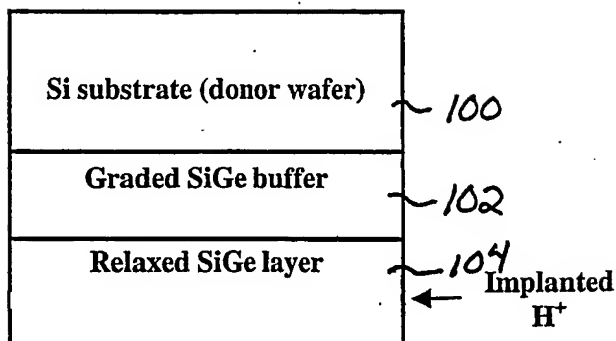 Si substrate (donor wafer)
100
Graded SiGe buffer
102
Relaxed SiGe layer
104
Implanted
H+